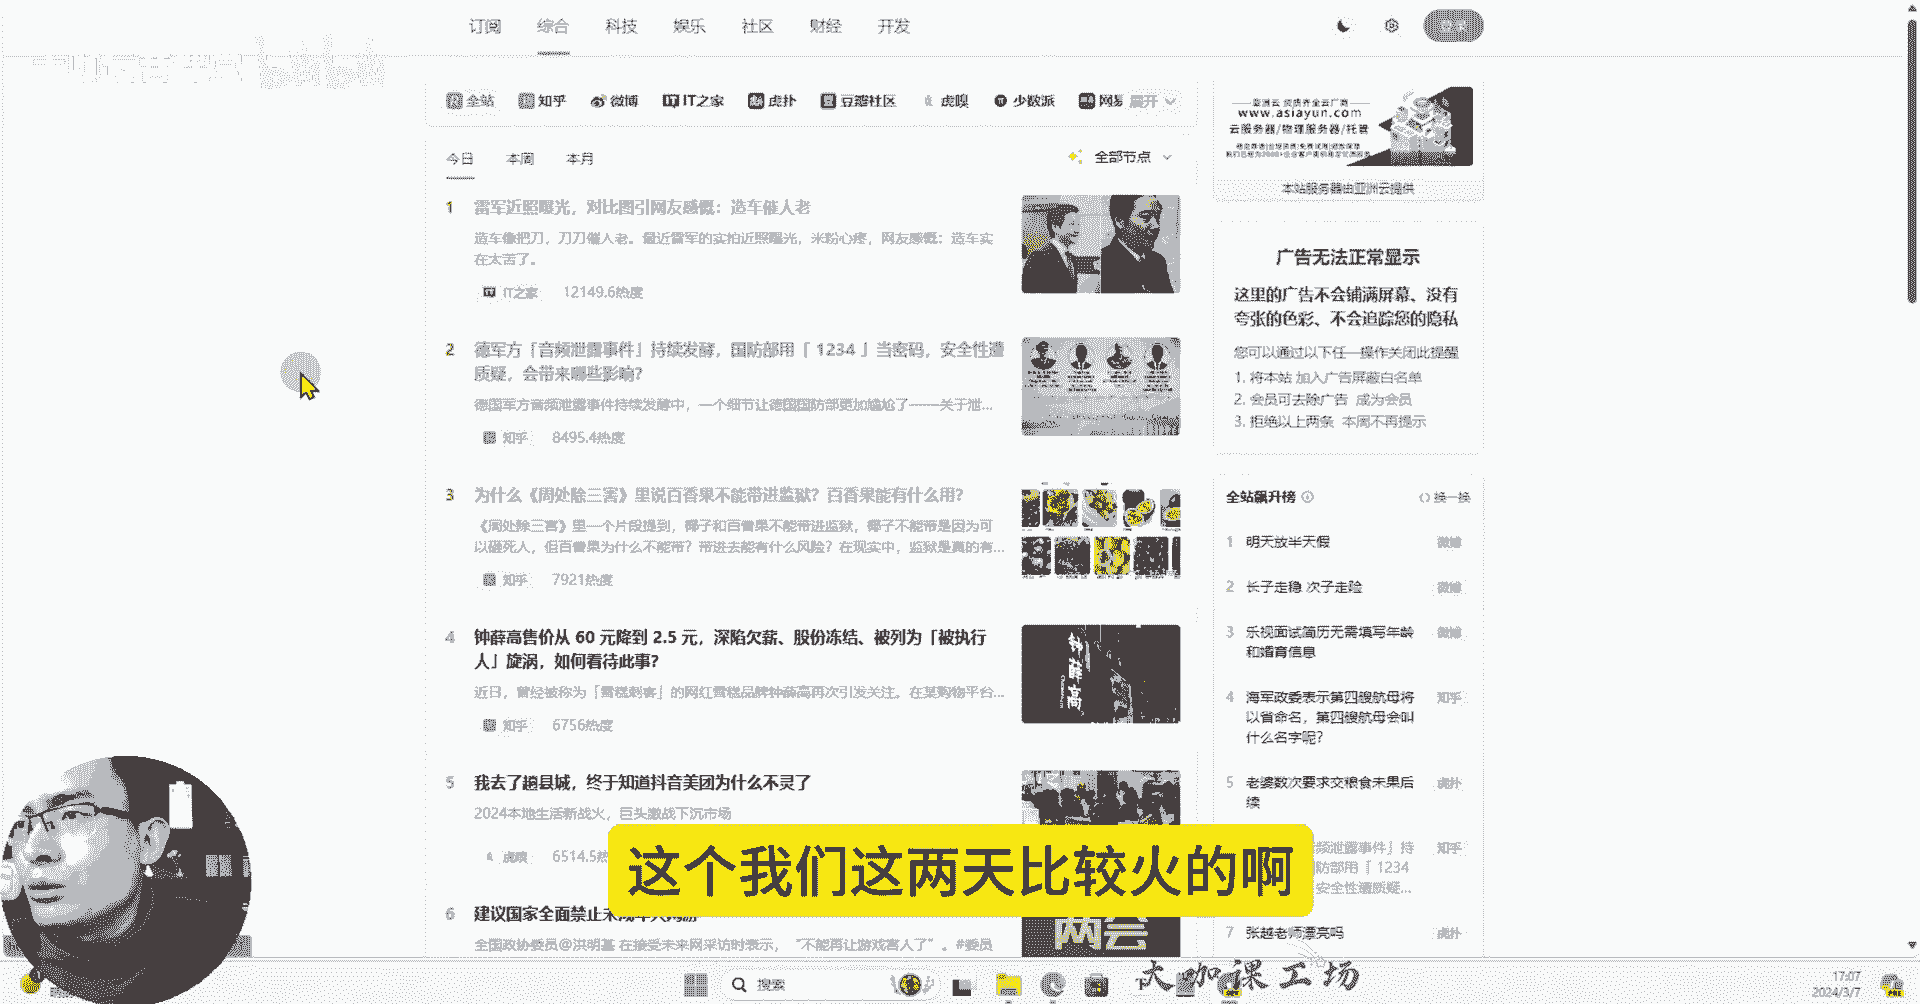 订阅 综合 科技 娱乐 社区 财经 开发
全站 知乎 微博 IT之家 虎扑 豆瓣社区 虎嗅 少数派 网易 展开
www.asiayun.com
云服务器/物理服务器/托管
本站服务器由亚洲云提供
今日 本周 本月 全部节点
1 雷军近照曝光，对比图引网友感慨：造车催人老
造车像把刀，刀刀催人老。最近雷军的实拍近照曝光，米粉心疼，网友感慨：造车实
在太苦了。
IT之家 12149.6热度
2 德军方「音频泄露事件」持续发酵，国防部用「 1234 」当密码，安全性遭
质疑，会带来哪些影响？
德国军方音频泄露事件持续发酵中，一个细节让德国国防部更加尴尬了——关于泄...
知乎 8495.4热度
3 为什么《周处除三害》里说百香果不能带进监狱？百香果能有什么用？
《周处除三害》里一个片段提到，椰子和百香果不能带进监狱，椰子不能带是因为可
以砸死人，但百香果为什么不能带？带进去能有什么风险？在现实中，监狱是真的有...
知乎 7921热度
4 钟薛高售价从 60 元降到 2.5 元，深陷欠薪、股份冻结、被列为「被执行
人」旋涡，如何看待此事？
近日，曾经被称为「雪糕刺客」的网红雪糕品牌钟薛高再次引发关注。在某购物平台...
知乎 6756热度
钟薛高
5 我去了趟县城，终于知道抖音美团为什么不灵了
2024本地生活新战火，巨头激战下沉市场
虎嗅 6514.5热
6 建议国家全面禁止未成年人网游
全国政协委员@洪明基 在接受未来网采访时表示，“不能再让游戏害人了”。#委员
两会
广告无法正常显示
这里的广告不会铺满屏幕、没有
夸张的色彩、不会追踪您的隐私
您可以通过以下任一操作关闭此提醒
1. 将本站 加入广告屏蔽白名单
2. 会员可去除广告 成为会员
3. 拒绝以上两条 本周不再提示
全站飙升榜 换一换
1 明天放半天假 微博
2 长子走稳 次子走险 微博
3 乐视面试简历无需填写年龄 微博
和婚育信息
4 海军政委表示第四艘航母将 知乎
以省命名，第四艘航母会叫
什么名字呢？
5 老婆数次要求交粮食未果后 虎扑
续
频泄露事件」持 知乎
防部用「 1234
安全性遭质疑...
7 张越老师漂亮吗 虎扑
这个我们这两天比较火的啊
大咖课工场
搜索
17:07
2024/3/7